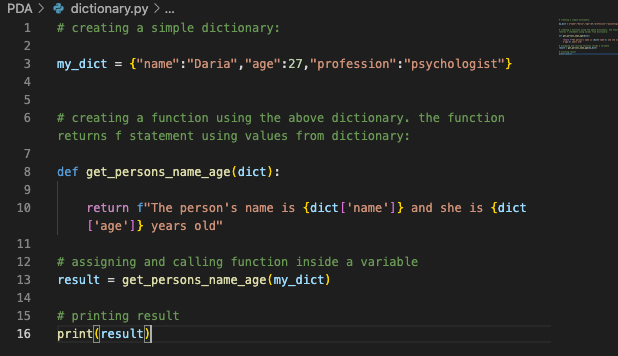 PDA > dictionary.py > ...
1 # creating a simple dictionary:
2
3 my_dict = {"name":"Daria","age":27,"profession":"psychologist"}
4
5
6 # creating a function using the above dictionary. the function
returns f statement using values from dictionary:
7
8 def get_persons_name_age(dict):
9
10 return f"The person's name is {dict['name']} and she is {dict
['age']} years old"
11
12 # assigning and calling function inside a variable
13 result = get_persons_name_age(my_dict)
14
15 # printing result
16 print(result)